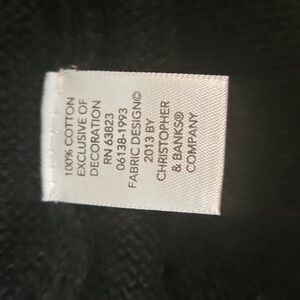 100% COTTON
EXCLUSIVE OF
DECORATION
RN 63823
06138-1993
FABRIC DESIGN©
2013 BY
CHRISTOPHER
& BANKS®
COMPANY